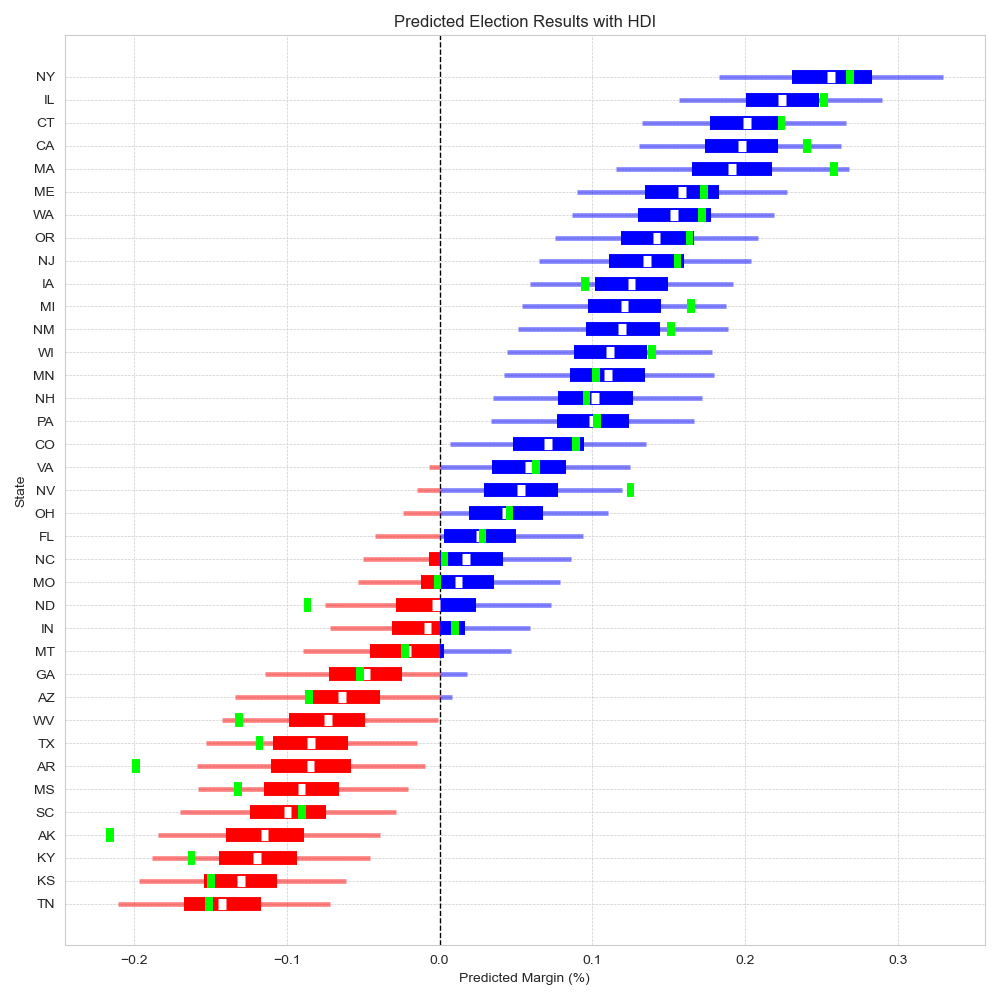 Predicted Election Results with HDI
NY
IL
CT
CA
MA
ME
WA
OR
NJ
IA
MI
NM
WI
MN
NH
PA
CO
VA
NV
OH
FL
NC
MO
ND
IN
MT
GA
AZ
WV
TX
AR
MS
SC
AK
KY
KS
TN
State
−0.2 −0.1 0.0 0.1 0.2 0.3
Predicted Margin (%)